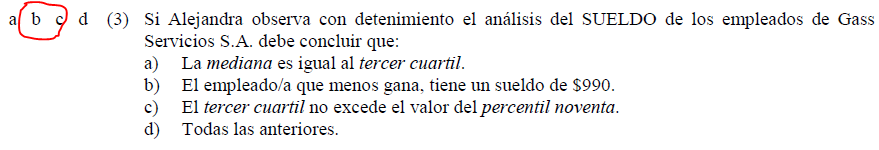 a b c d (3) Si Alejandra observa con detenimiento el análisis del SUELDO de los empleados de Gass
Servicios S.A. debe concluir que:
a) La mediana es igual al tercer cuartil.
b) El empleado/a que menos gana, tiene un sueldo de $990.
c) El tercer cuartil no excede el valor del percentil noventa.
d) Todas las anteriores.